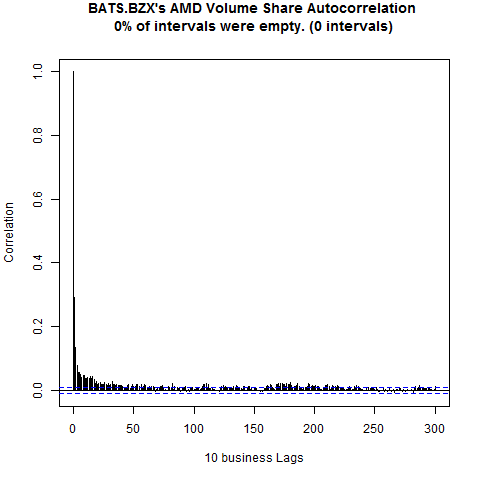 BATS.BZX's AMD Volume Share Autocorrelation
0% of intervals were empty. (0 intervals)
Correlation
1.0
0.8
0.6
0.4
0.2
0.0
0 50 100 150 200 250 300
10 business Lags